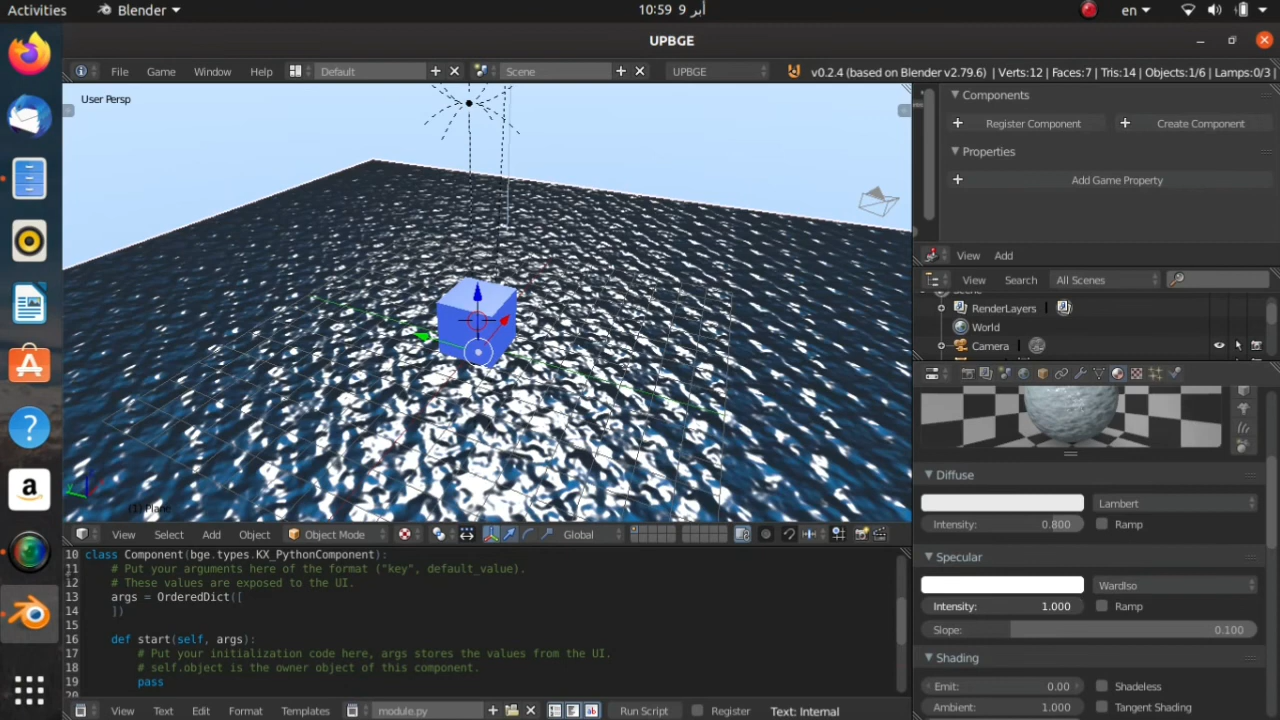 Activities Blender أبر 9 10:59 en
UPBGE
File Game Window Help Default Scene UPBGE v0.2.4 (based on Blender v2.79.6) | Verts:12 | Faces:7 | Tris:14 | Objects:1/6 | Lamps:0/3 |
User Persp
Components
Register Component Create Component
Properties
Add Game Property
View Add
View Search All Scenes
RenderLayers
World
Camera
Diffuse
Lambert
Intensity: 0.800 Ramp
Specular
WardIso
Intensity: 1.000 Ramp
Slope: 0.100
Shading
Emit: 0.00 Shadeless
Ambient: 1.000 Tangent Shading
(1) Plane
View Select Add Object Object Mode Global
10 class Component(bge.types.KX_PythonComponent):
11 # Put your arguments here of the format ("key", default_value).
12 # These values are exposed to the UI.
13 args = OrderedDict([
14 ])
15
16 def start(self, args):
17 # Put your initialization code here, args stores the values from the UI.
18 # self.object is the owner object of this component.
19 pass
20
View Text Edit Format Templates module.py Run Script Register Text: Internal